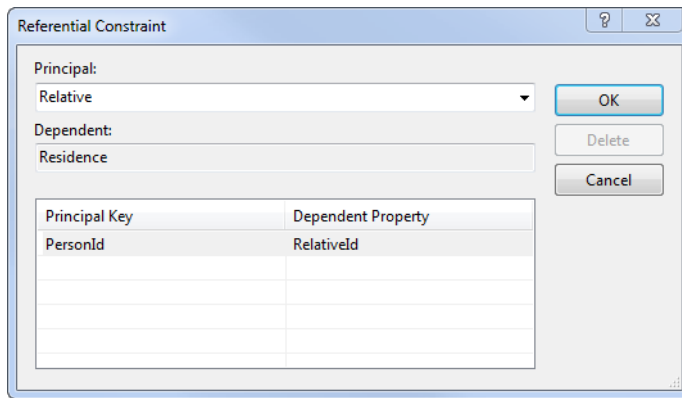 Referential Constraint
Principal:
Relative
OK
Dependent:
Delete
Residence
Cancel
Principal Key Dependent Property
PersonId RelativeId